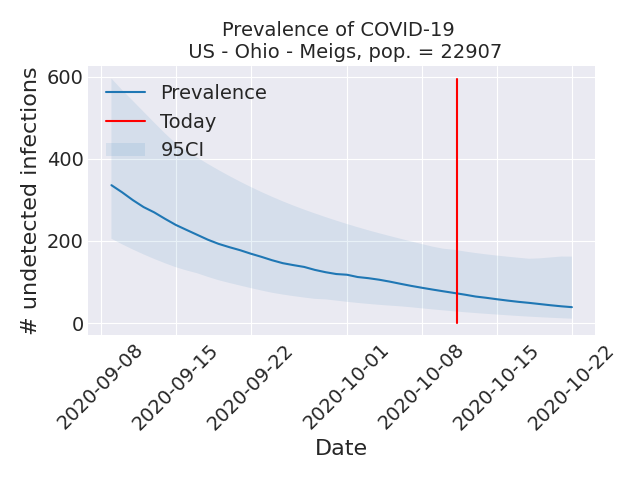 Prevalence of COVID-19
US - Ohio - Meigs, pop. = 22907
600
400
200
0
# undetected infections
Prevalence
Today
95CI
2020-09-08
2020-09-15
2020-09-22
2020-10-01
2020-10-08
2020-10-15
2020-10-22
Date